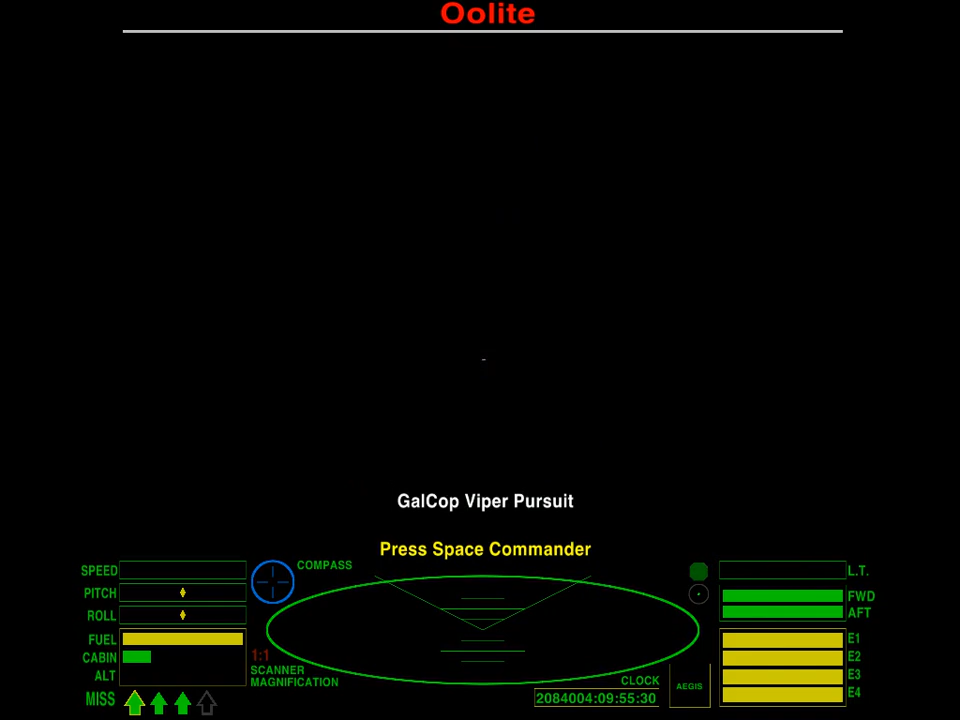 Oolite
GalCop Viper Pursuit
Press Space Commander
SPEED
PITCH
ROLL
FUEL
CABIN
ALT
MISS
COMPASS
1:1
SCANNER
MAGNIFICATION
CLOCK
2084004:09:55:30
AEGIS
L.T.
FWD
AFT
E1
E2
E3
E4